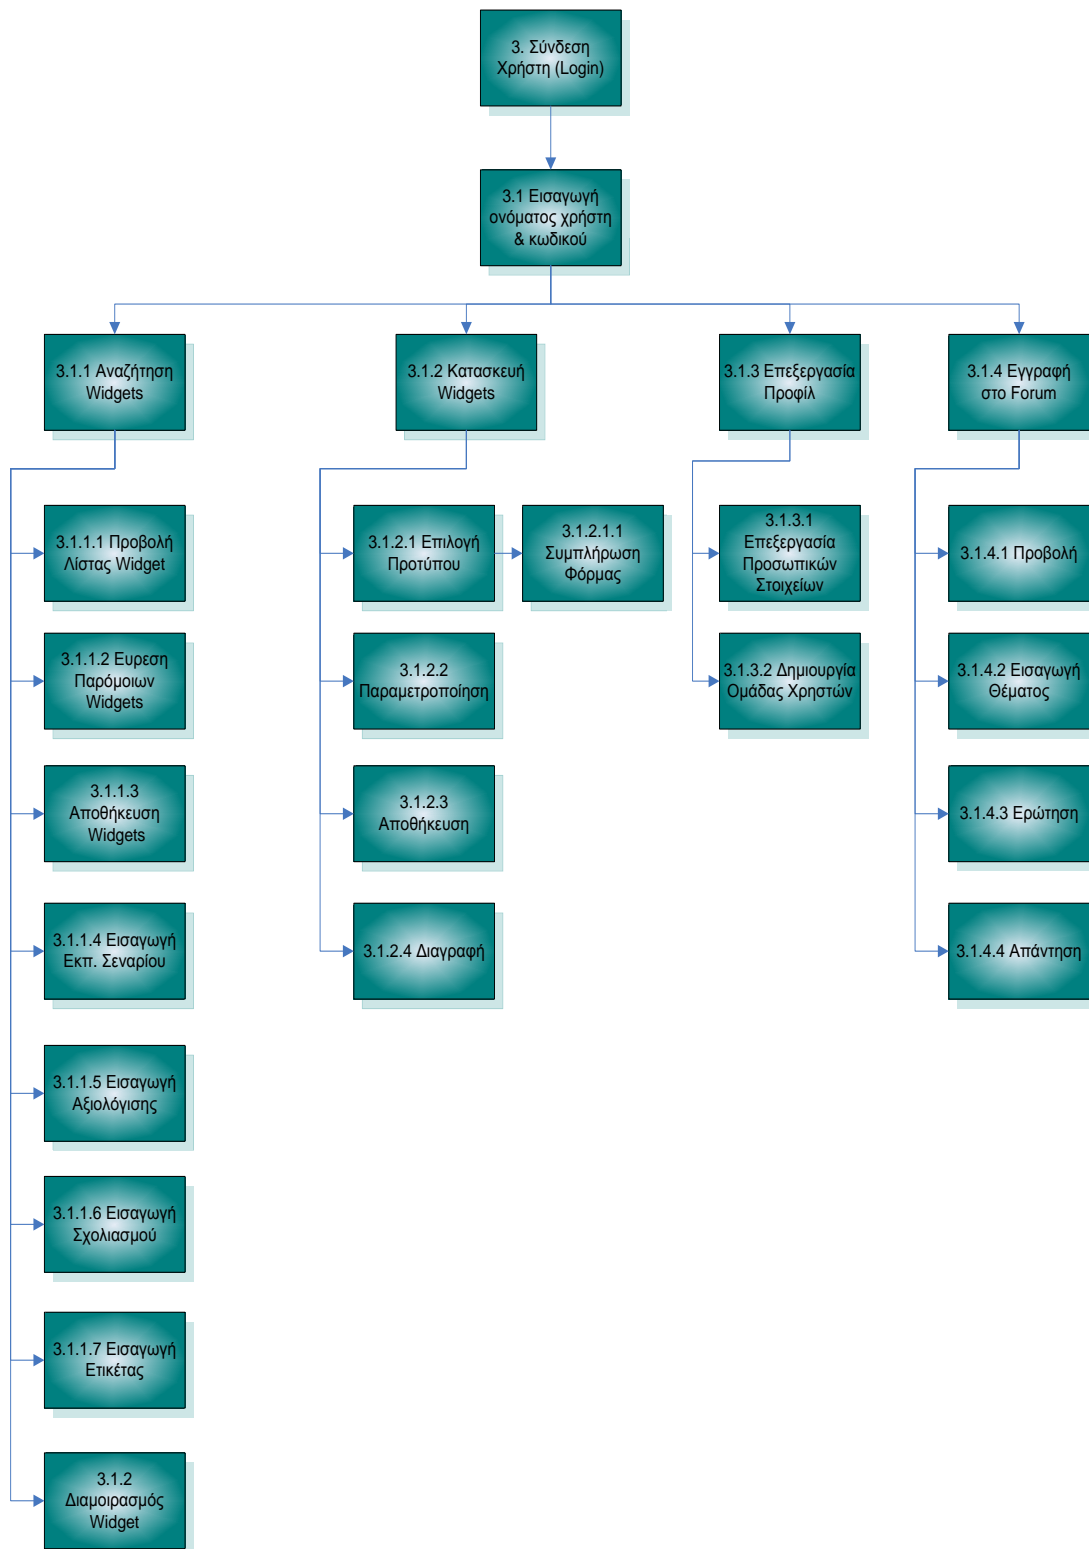 3. Σύνδεση
Χρήστη (Login)
3.1 Εισαγωγή
ονόματος χρήστη
& κωδικού
3.1.1 Αναζήτηση
Widgets
3.1.2 Κατασκευή
Widgets
3.1.3 Επεξεργασία
Προφίλ
3.1.4 Εγγραφή
στο Forum
3.1.1.1 Προβολή
Λίστας Widget
3.1.2.1 Επιλογή
Προτύπου
3.1.2.1.1
Συμπλήρωση
Φόρμας
3.1.3.1
Επεξεργασία
Προσωπικών
Στοιχείων
3.1.4.1 Προβολή
3.1.1.2 Ευρεση
Παρόμοιων
Widgets
3.1.2.2
Παραμετροποίηση
3.1.3.2 Δημιουργία
Ομάδας Χρηστών
3.1.4.2 Εισαγωγή
Θέματος
3.1.1.3
Αποθήκευση
Widgets
3.1.2.3
Αποθήκευση
3.1.4.3 Ερώτηση
3.1.1.4 Εισαγωγή
Εκπ. Σεναρίου
3.1.2.4 Διαγραφή
3.1.4.4 Απάντηση
3.1.1.5 Εισαγωγή
Αξιολόγισης
3.1.1.6 Εισαγωγή
Σχολιασμού
3.1.1.7 Εισαγωγή
Ετικέτας
3.1.2
Διαμοιρασμός
Widget